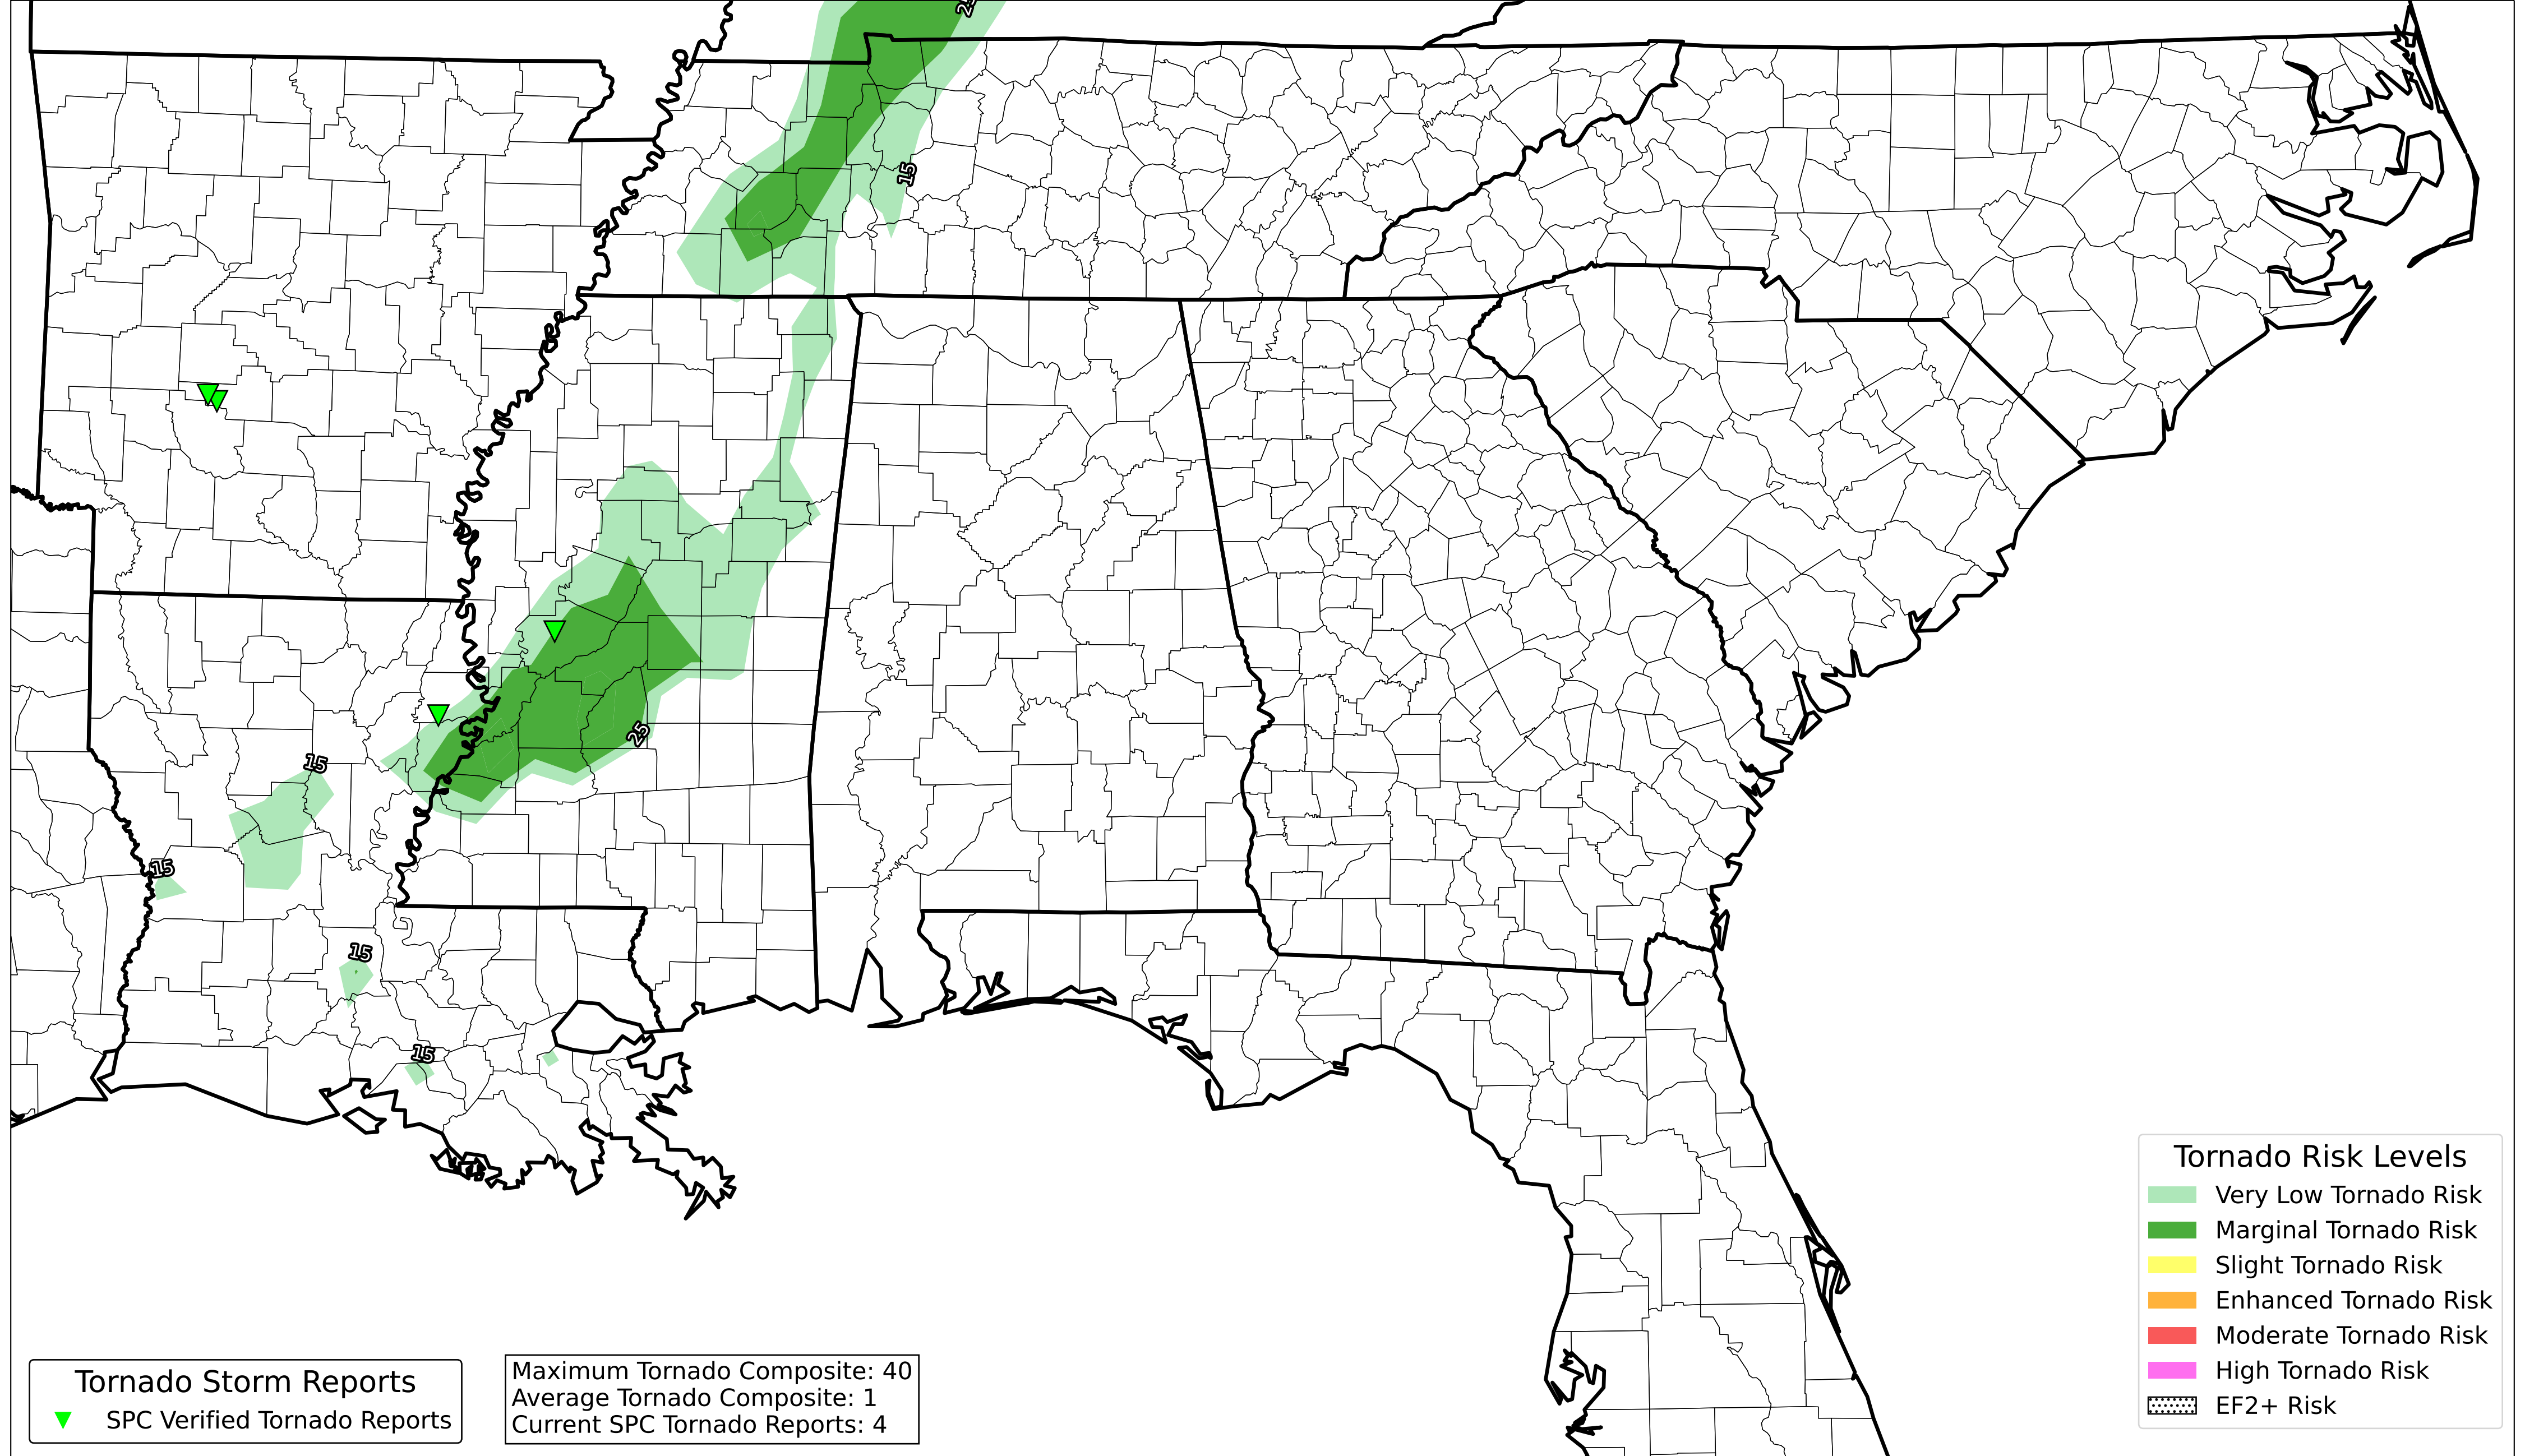 25
15
25
15
15
15
15
Tornado Risk Levels
Very Low Tornado Risk
Marginal Tornado Risk
Slight Tornado Risk
Enhanced Tornado Risk
Moderate Tornado Risk
High Tornado Risk
EF2+ Risk
Tornado Storm Reports
SPC Verified Tornado Reports
Maximum Tornado Composite: 40
Average Tornado Composite: 1
Current SPC Tornado Reports: 4